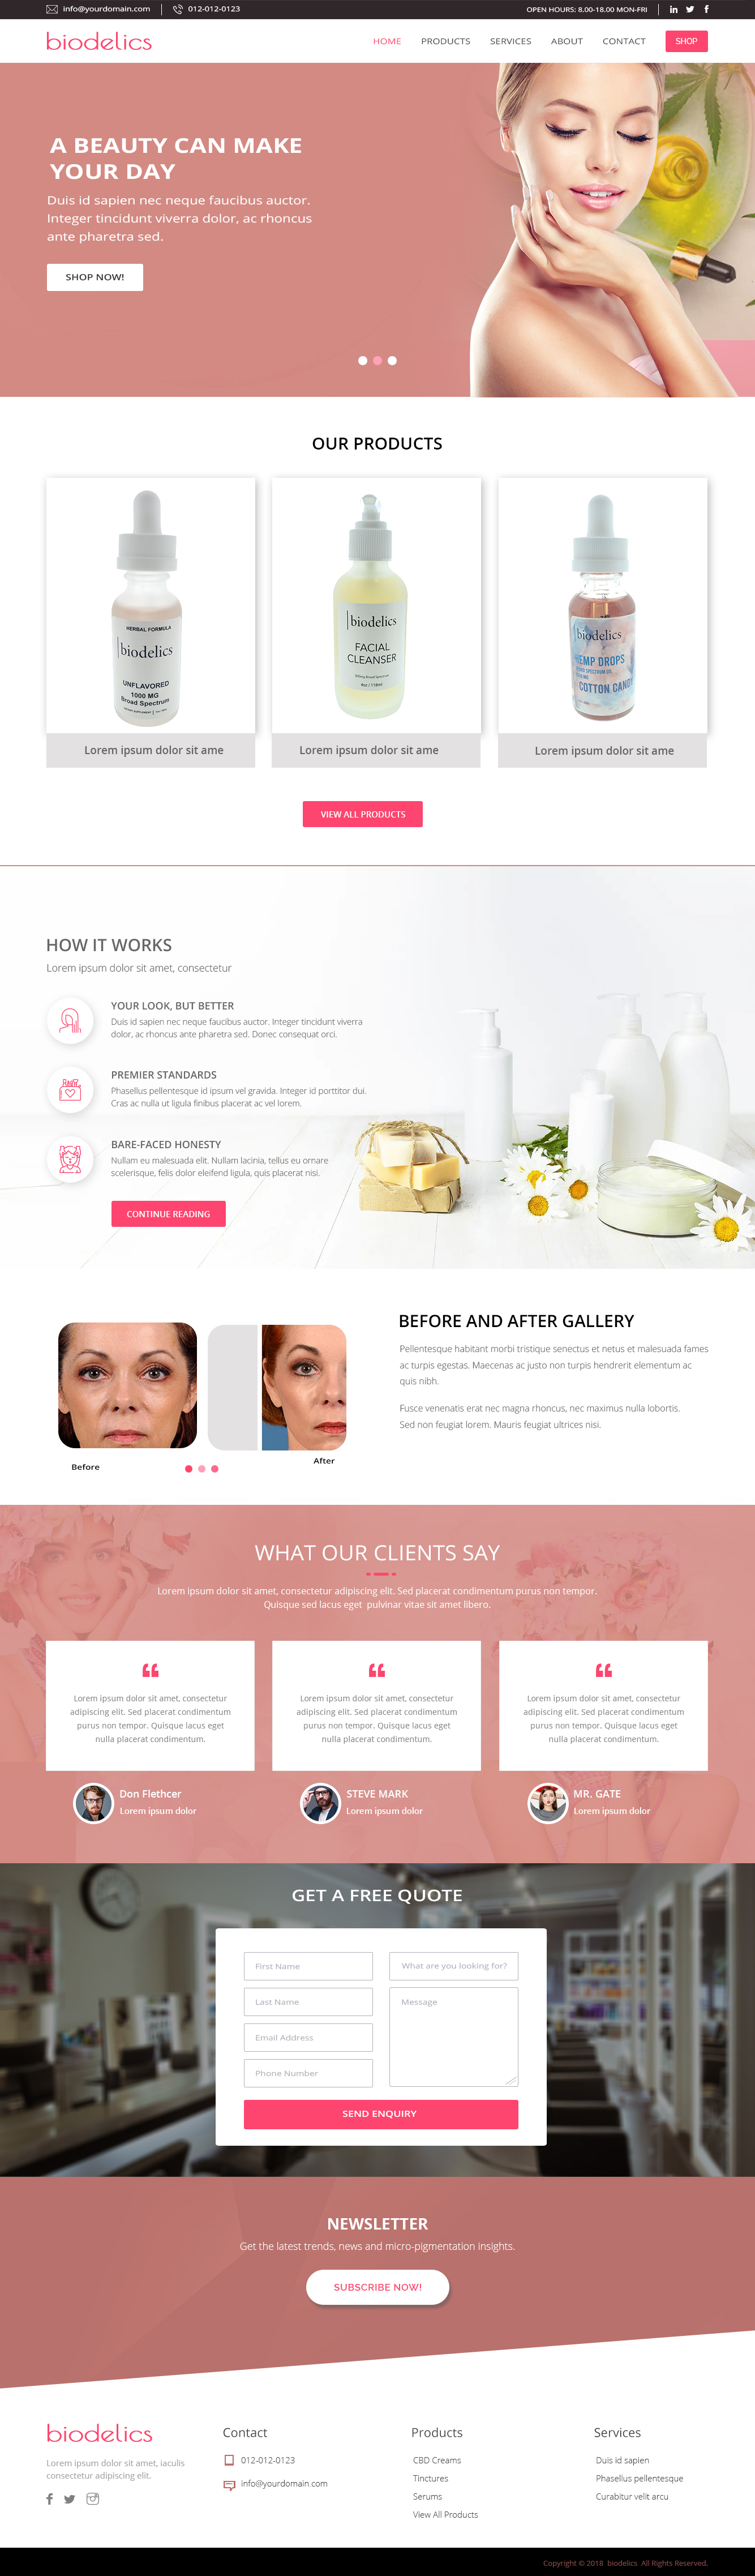 info@yourdomain.com
012-012-0123
OPEN HOURS: 8.00-18.00 MON-FRI
biodelics
HOME
PRODUCTS
SERVICES
ABOUT
CONTACT
SHOP
A BEAUTY CAN MAKE
YOUR DAY
Duis id sapien nec neque faucibus auctor.
Integer tincidunt viverra dolor, ac rhoncus
ante pharetra sed.
SHOP NOW!
OUR PRODUCTS
HERBAL FORMULA
biodelics
UNFLAVORED
1000 MG
Broad Spectrum
biodelics
FACIAL
CLEANSER
4oz / 118ml
biodelics
HEMP DROPS
COTTON CANDY
Lorem ipsum dolor sit ame
Lorem ipsum dolor sit ame
Lorem ipsum dolor sit ame
VIEW ALL PRODUCTS
HOW IT WORKS
Lorem ipsum dolor sit amet, consectetur
YOUR LOOK, BUT BETTER
Duis id sapien nec neque faucibus auctor. Integer tincidunt viverra
dolor, ac rhoncus ante pharetra sed. Donec consequat orci.
PREMIER STANDARDS
Phasellus pellentesque id ipsum vel gravida. Integer id porttitor dui.
Cras ac nulla ut ligula finibus placerat ac vel lorem.
BARE-FACED HONESTY
Nullam eu malesuada elit. Nullam lacinia, tellus eu ornare
scelerisque, felis dolor eleifend ligula, quis placerat nisi.
CONTINUE READING
Before
After
BEFORE AND AFTER GALLERY
Pellentesque habitant morbi tristique senectus et netus et malesuada fames
ac turpis egestas. Maecenas ac justo non turpis hendrerit elementum ac
quis nibh.
Fusce venenatis erat nec magna rhoncus, nec maximus nulla lobortis.
Sed non feugiat lorem. Mauris feugiat ultrices nisi.
WHAT OUR CLIENTS SAY
Lorem ipsum dolor sit amet, consectetur adipiscing elit. Sed placerat condimentum purus non tempor.
Quisque sed lacus eget pulvinar vitae sit amet libero.
Lorem ipsum dolor sit amet, consectetur
adipiscing elit. Sed placerat condimentum
purus non tempor. Quisque lacus eget
nulla placerat condimentum.
Don Flethcer
Lorem ipsum dolor
Lorem ipsum dolor sit amet, consectetur
adipiscing elit. Sed placerat condimentum
purus non tempor. Quisque lacus eget
nulla placerat condimentum.
STEVE MARK
Lorem ipsum dolor
Lorem ipsum dolor sit amet, consectetur
adipiscing elit. Sed placerat condimentum
purus non tempor. Quisque lacus eget
nulla placerat condimentum.
MR. GATE
Lorem ipsum dolor
GET A FREE QUOTE
First Name
Last Name
Email Address
Phone Number
What are you looking for?
Message
SEND ENQUIRY
NEWSLETTER
Get the latest trends, news and micro-pigmentation insights.
SUBSCRIBE NOW!
biodelics
Lorem ipsum dolor sit amet, iaculis
consectetur adipiscing elit.
Contact
012-012-0123
info@yourdomain.com
Products
CBD Creams
Tinctures
Serums
View All Products
Services
Duis id sapien
Phasellus pellentesque
Curabitur velit arcu
Copyright © 2018 biodelics All Rights Reserved.